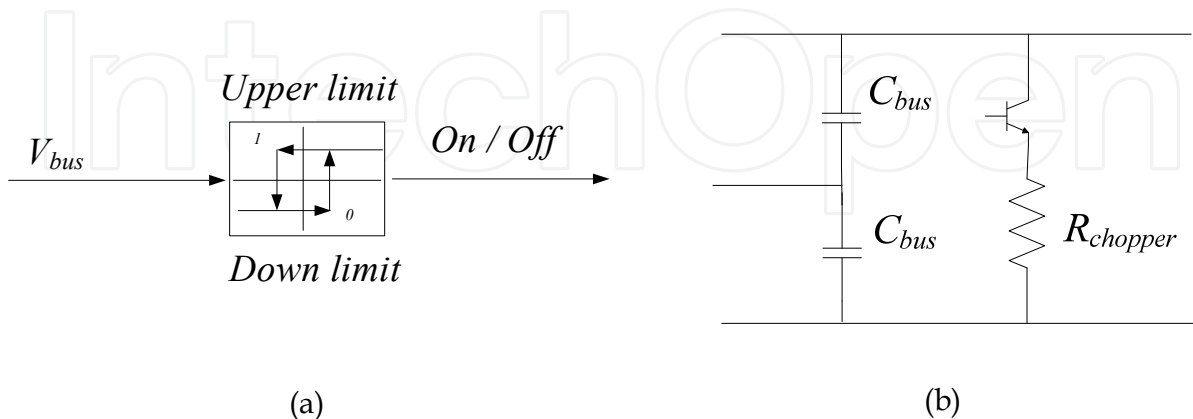 IntechOpen
Upper limit
V_bus
1
0
On / Off
Down limit
(a)
C_bus
C_bus
R_chopper
(b)